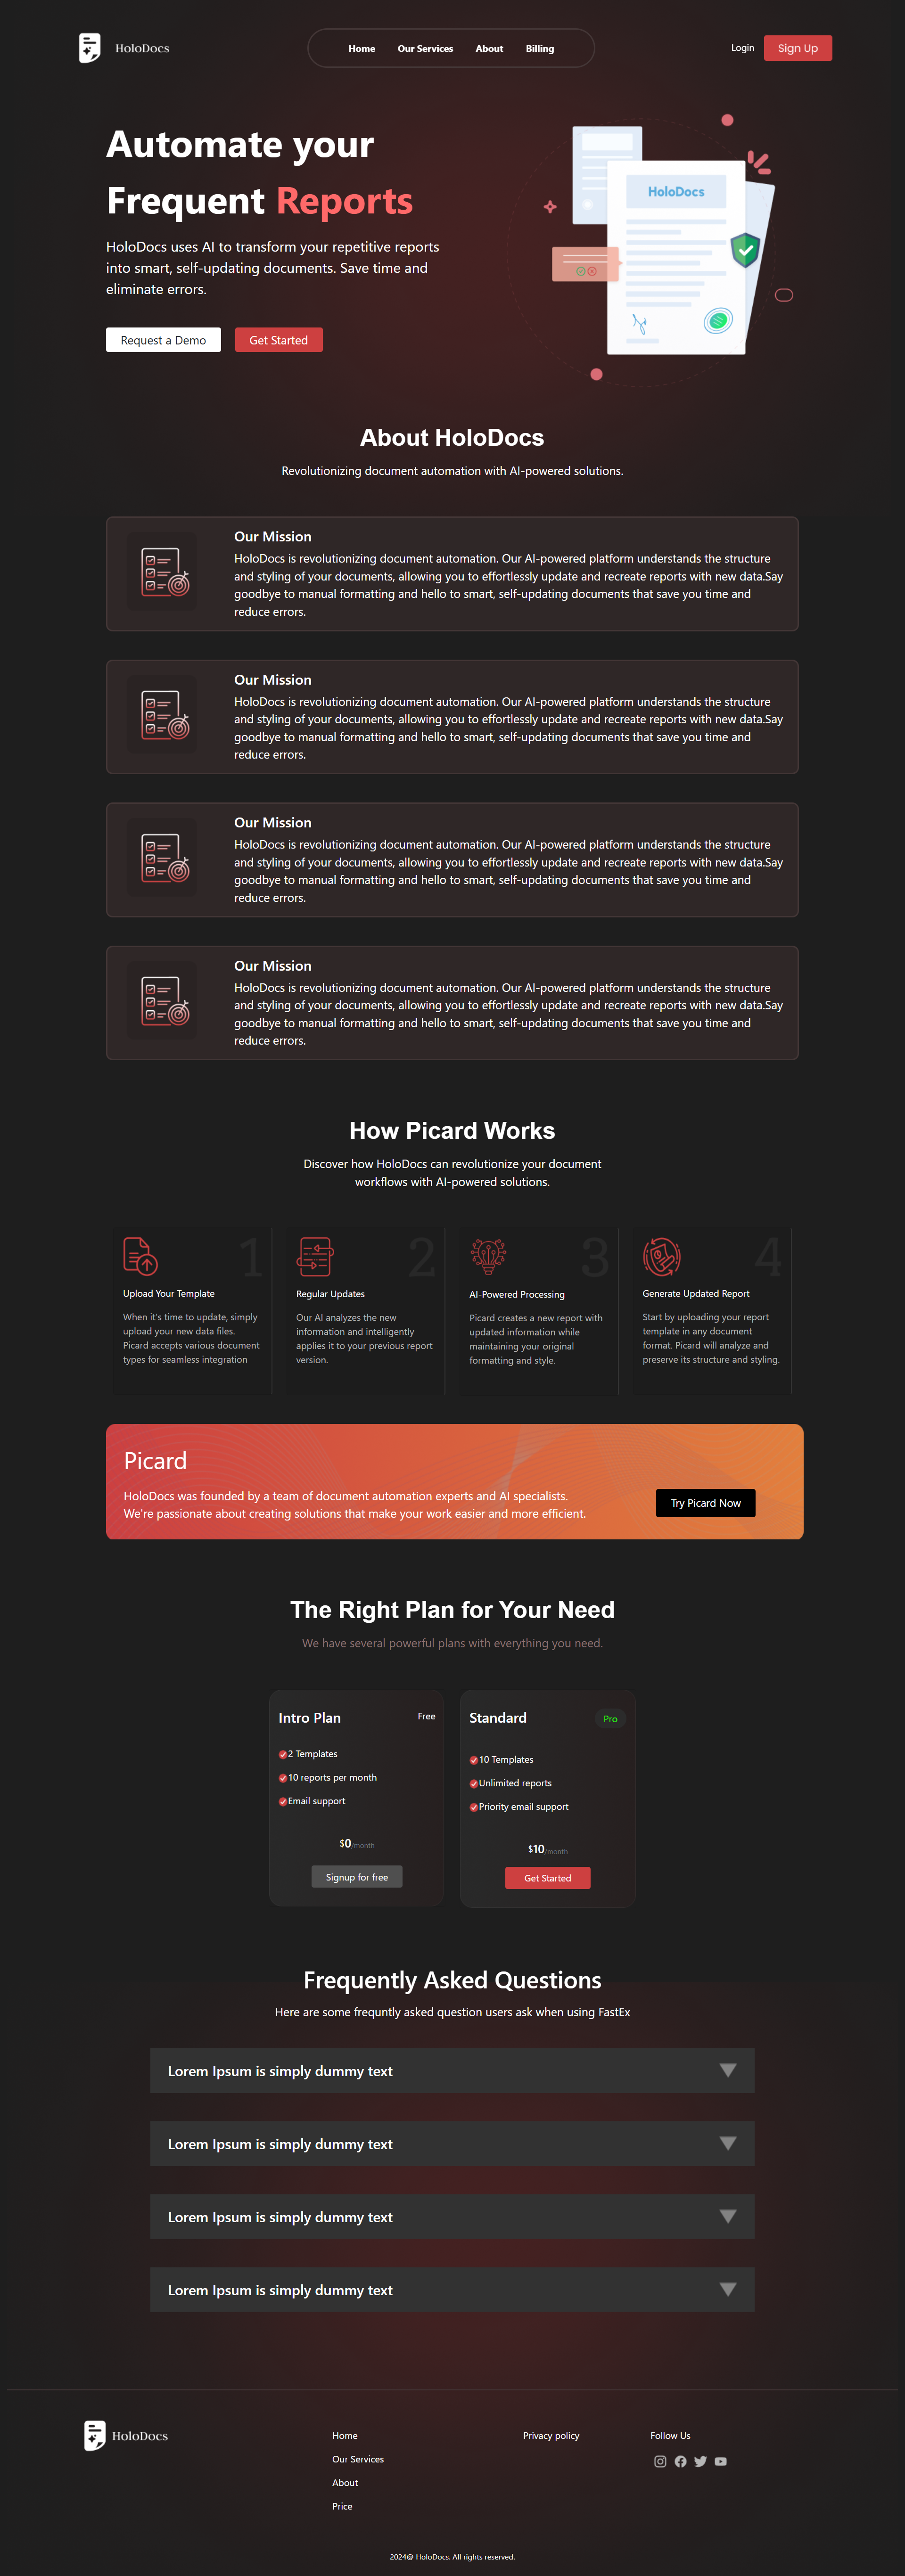 HoloDocs
Home Our Services About Billing
Login Sign Up
Automate your
Frequent Reports
HoloDocs uses AI to transform your repetitive reports
into smart, self-updating documents. Save time and
eliminate errors.
Request a Demo Get Started
HoloDocs
About HoloDocs
Revolutionizing document automation with AI-powered solutions.
Our Mission
HoloDocs is revolutionizing document automation. Our AI-powered platform understands the structure
and styling of your documents, allowing you to effortlessly update and recreate reports with new data.Say
goodbye to manual formatting and hello to smart, self-updating documents that save you time and
reduce errors.
Our Mission
HoloDocs is revolutionizing document automation. Our AI-powered platform understands the structure
and styling of your documents, allowing you to effortlessly update and recreate reports with new data.Say
goodbye to manual formatting and hello to smart, self-updating documents that save you time and
reduce errors.
Our Mission
HoloDocs is revolutionizing document automation. Our AI-powered platform understands the structure
and styling of your documents, allowing you to effortlessly update and recreate reports with new data.Say
goodbye to manual formatting and hello to smart, self-updating documents that save you time and
reduce errors.
Our Mission
HoloDocs is revolutionizing document automation. Our AI-powered platform understands the structure
and styling of your documents, allowing you to effortlessly update and recreate reports with new data.Say
goodbye to manual formatting and hello to smart, self-updating documents that save you time and
reduce errors.
How Picard Works
Discover how HoloDocs can revolutionize your document
workflows with AI-powered solutions.
1
Upload Your Template
When it's time to update, simply
upload your new data files.
Picard accepts various document
types for seamless integration
2
Regular Updates
Our AI analyzes the new
information and intelligently
applies it to your previous report
version.
3
AI-Powered Processing
Picard creates a new report with
updated information while
maintaining your original
formatting and style.
4
Generate Updated Report
Start by uploading your report
template in any document
format. Picard will analyze and
preserve its structure and styling.
Picard
HoloDocs was founded by a team of document automation experts and AI specialists.
We're passionate about creating solutions that make your work easier and more efficient.
Try Picard Now
The Right Plan for Your Need
We have several powerful plans with everything you need.
Intro Plan Free
2 Templates
10 reports per month
Email support
$0/month
Signup for free
Standard Pro
10 Templates
Unlimited reports
Priority email support
$10/month
Get Started
Frequently Asked Questions
Here are some frequntly asked question users ask when using FastEx
Lorem Ipsum is simply dummy text
Lorem Ipsum is simply dummy text
Lorem Ipsum is simply dummy text
Lorem Ipsum is simply dummy text
HoloDocs
Home
Our Services
About
Price
Privacy policy
Follow Us
2024@ HoloDocs. All rights reserved.